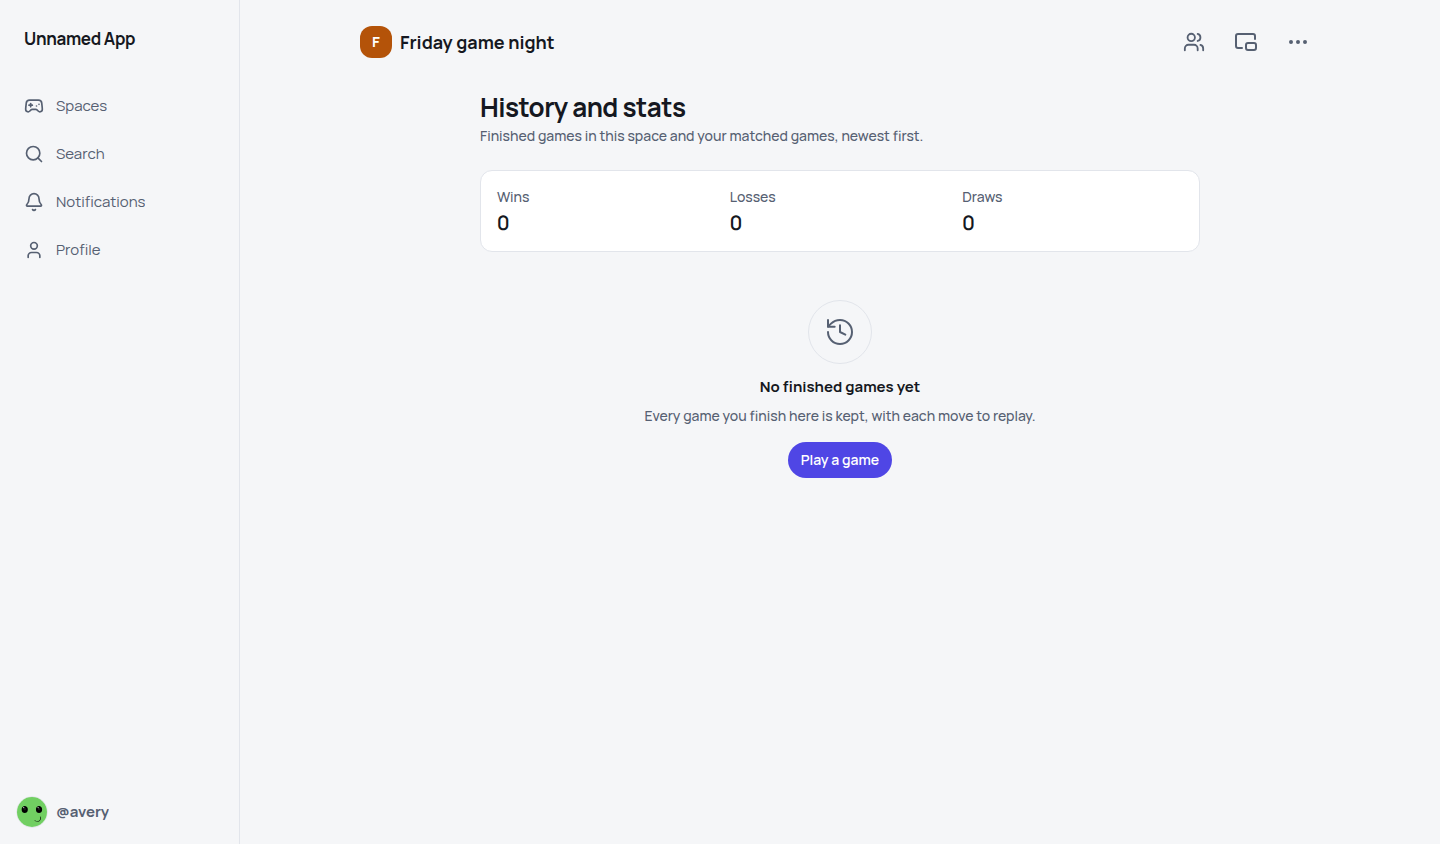 Unnamed App
Spaces
Search
Notifications
Profile
@avery
F
Friday game night
History and stats
Finished games in this space and your matched games, newest first.
Wins
0
Losses
0
Draws
0
No finished games yet
Every game you finish here is kept, with each move to replay.
Play a game